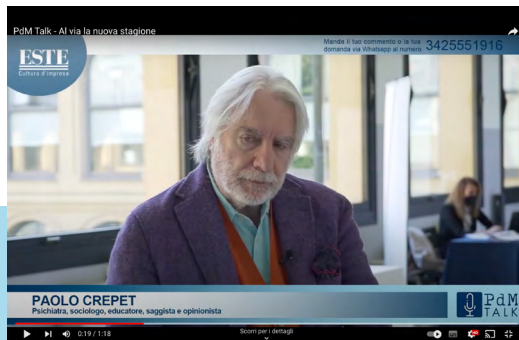 PdM Talk - Al via la nuova stagione
ESTE
Cultura d'impresa
Manda il tuo commento o la tua
domanda via Whatsapp al numero
3425551916
PAOLO CREPET
Psichiatra, sociologo, educatore, saggista e opinionista
PdM
TALK
0:19 / 1:18
Scorri per i dettagli